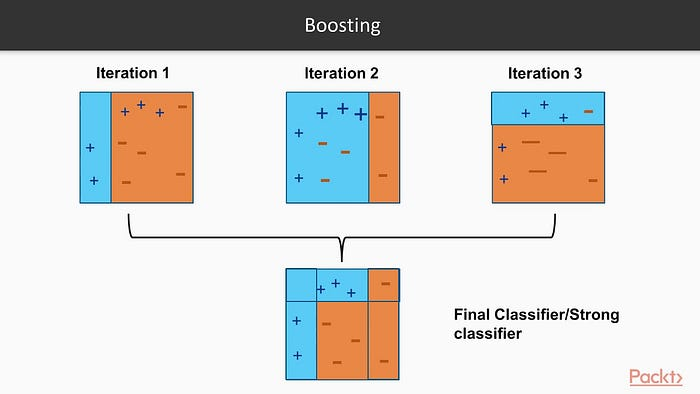 Boosting
Iteration 1
Iteration 2
Iteration 3
Final Classifier/Strong
classifier
Packt>